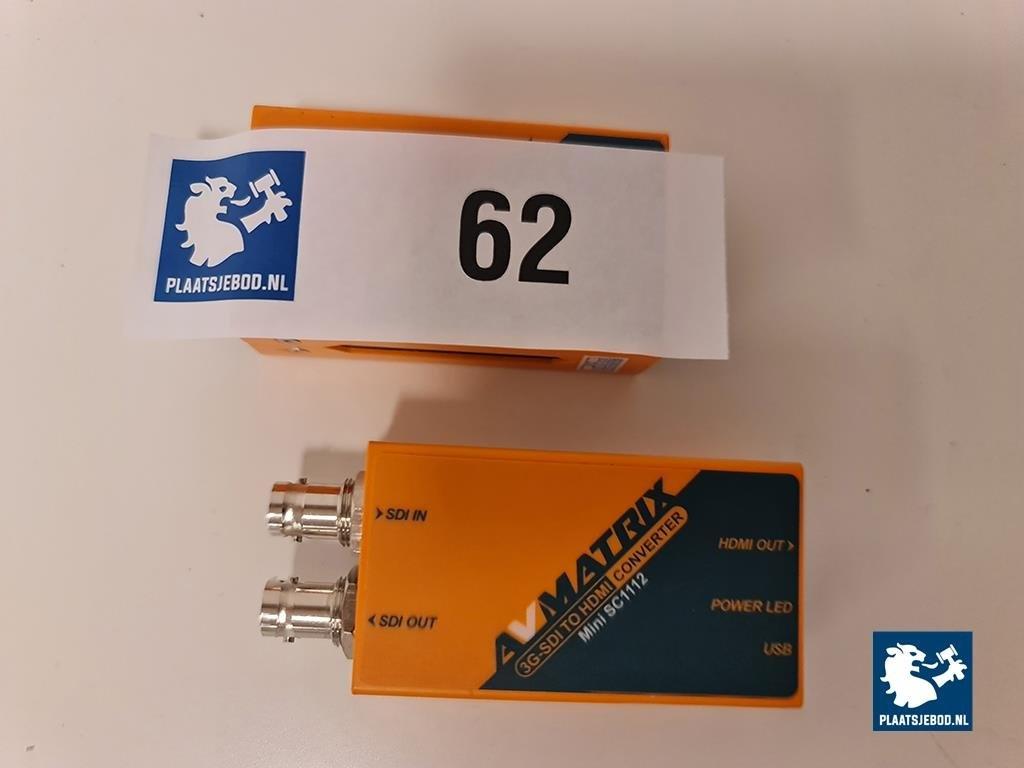 62
PLAATSJEBOD.NL
SDI IN
SDI OUT
AVMATRIX
3G-SDI TO HDMI CONVERTER
Mini SC1112
HDMI OUT
POWER LED
USB
PLAATSJEBOD.NL